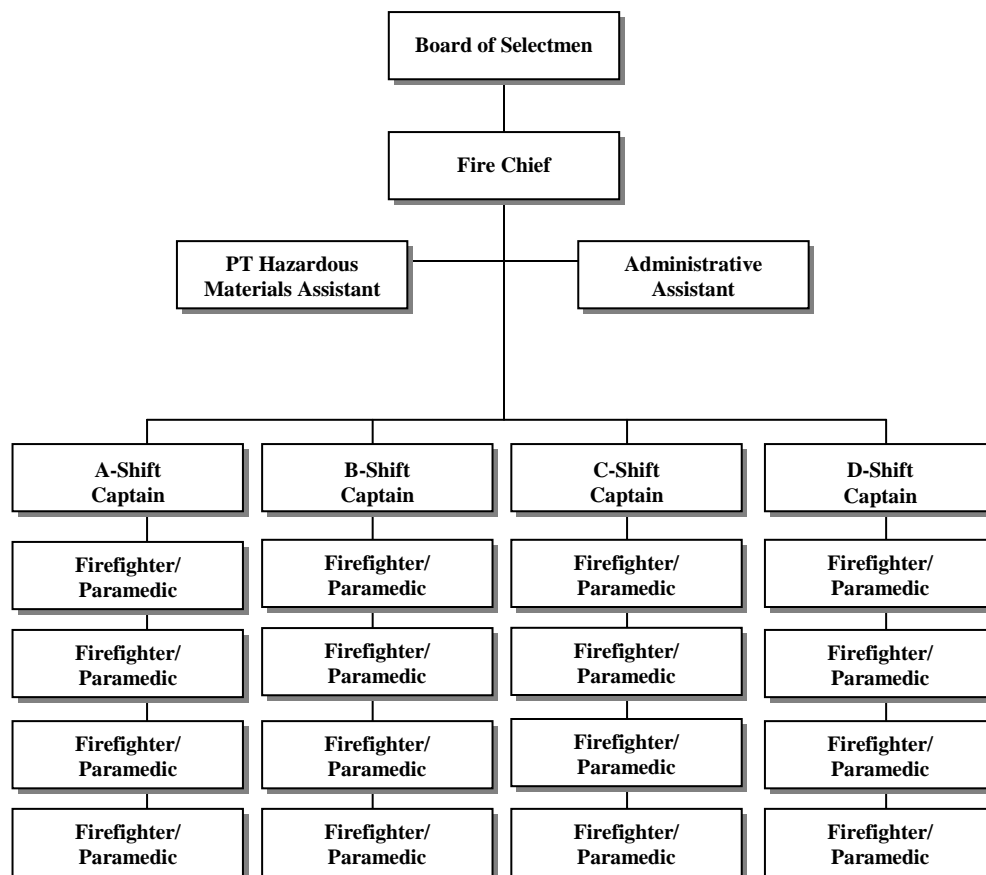 Board of Selectmen
Fire Chief
PT Hazardous
Materials Assistant
Administrative
Assistant
A-Shift
Captain
B-Shift
Captain
C-Shift
Captain
D-Shift
Captain
Firefighter/
Paramedic
Firefighter/
Paramedic
Firefighter/
Paramedic
Firefighter/
Paramedic
Firefighter/
Paramedic
Firefighter/
Paramedic
Firefighter/
Paramedic
Firefighter/
Paramedic
Firefighter/
Paramedic
Firefighter/
Paramedic
Firefighter/
Paramedic
Firefighter/
Paramedic
Firefighter/
Paramedic
Firefighter/
Paramedic
Firefighter/
Paramedic
Firefighter/
Paramedic